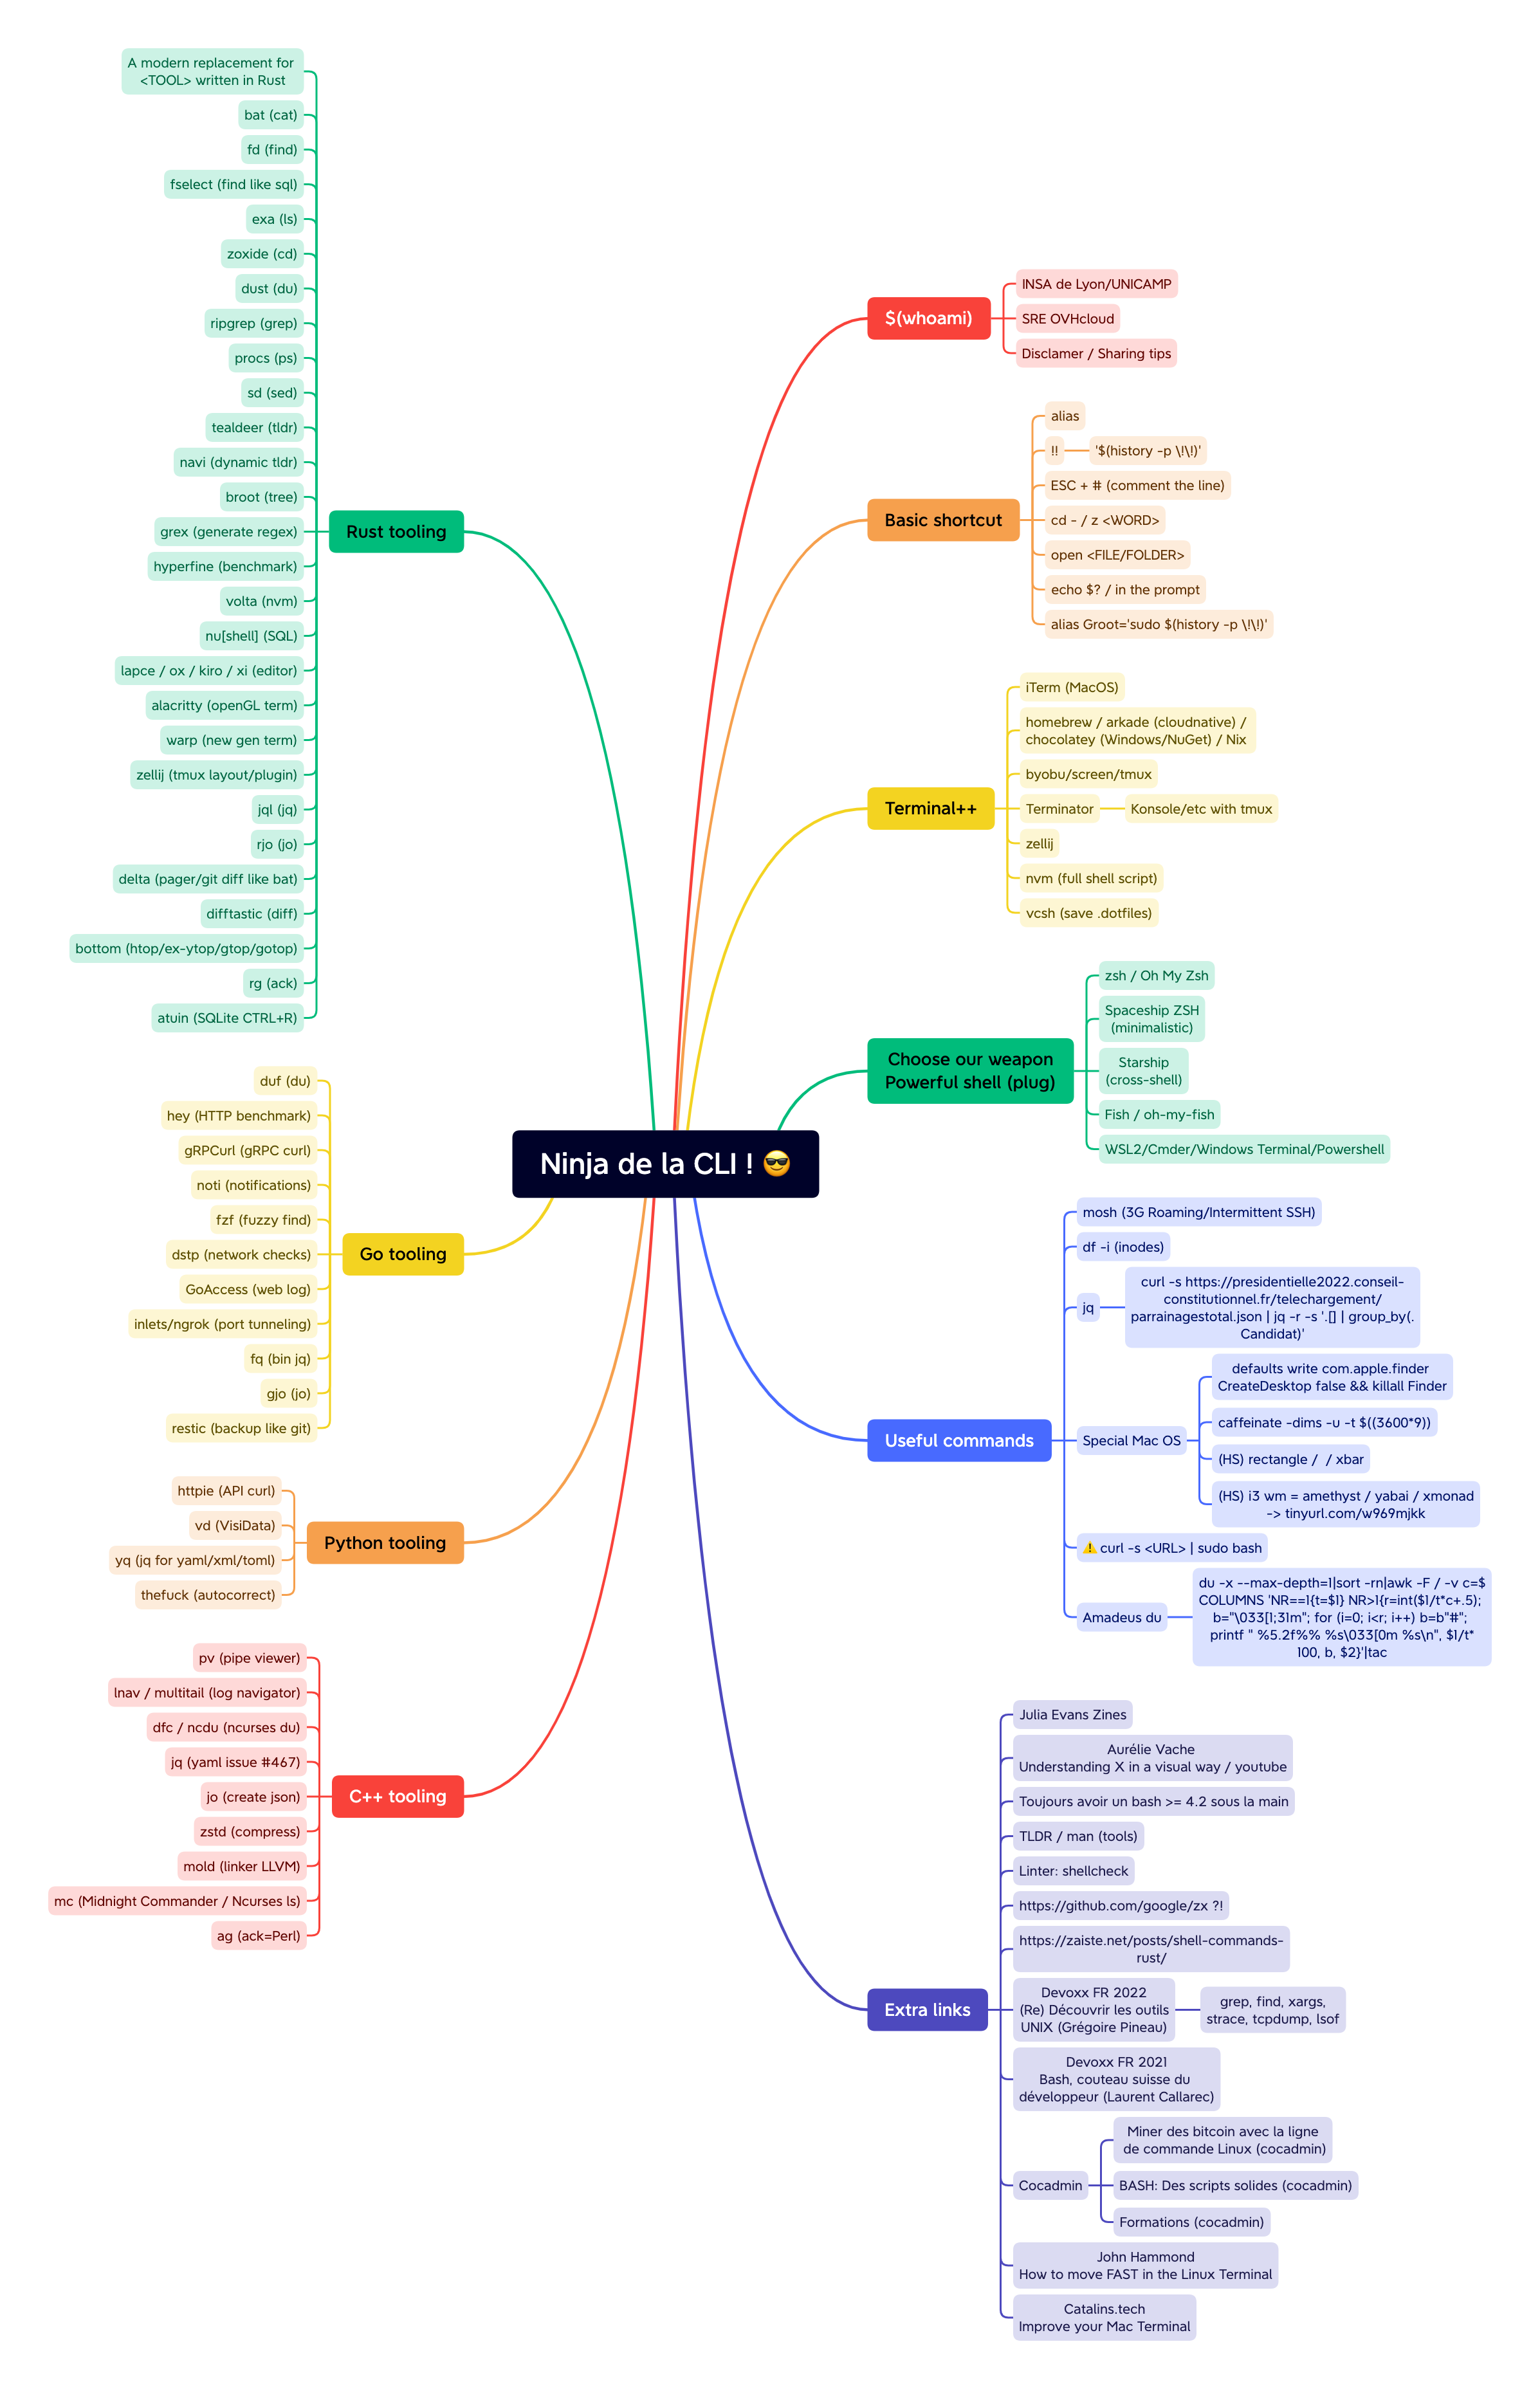 Ninja de la CLI ! 😎
$(whoami)
INSA de Lyon/UNICAMP
SRE OVHcloud
Disclamer / Sharing tips
Basic shortcut
alias
!!
'$(history -p \!\!)'
ESC + # (comment the line)
cd - / z <WORD>
open <FILE/FOLDER>
echo $? / in the prompt
alias Groot='sudo $(history -p \!\!)'
Terminal++
iTerm (MacOS)
homebrew / arkade (cloudnative) /
chocolatey (Windows/NuGet) / Nix
byobu/screen/tmux
Terminator
Konsole/etc with tmux
zellij
nvm (full shell script)
vcsh (save .dotfiles)
Choose our weapon
Powerful shell (plug)
zsh / Oh My Zsh
Spaceship ZSH
(minimalistic)
Starship
(cross-shell)
Fish / oh-my-fish
WSL2/Cmder/Windows Terminal/Powershell
Useful commands
mosh (3G Roaming/Intermittent SSH)
df -i (inodes)
jq
curl -s https://presidentielle2022.conseil-
constitutionnel.fr/telechargement/
parrainagestotal.json | jq -r -s '.[] | group_by(.
Candidat)'
Special Mac OS
defaults write com.apple.finder
CreateDesktop false && killall Finder
caffeinate -dims -u -t $((3600*9))
(HS) rectangle /  / xbar
(HS) i3 wm = amethyst / yabai / xmonad
-> tinyurl.com/w969mjkk
⚠️ curl -s <URL> | sudo bash
Amadeus du
du -x --max-depth=1|sort -rn|awk -F / -v c=$
COLUMNS 'NR==1{t=$1} NR>1{r=int($1/t*c+.5);
b="\033[1;31m"; for (i=0; i<r; i++) b=b"#";
printf " %5.2f%% %s\033[0m %s\n", $1/t*
100, b, $2}'|tac
Extra links
Julia Evans Zines
Aurélie Vache
Understanding X in a visual way / youtube
Toujours avoir un bash >= 4.2 sous la main
TLDR / man (tools)
Linter: shellcheck
https://github.com/google/zx ?!
https://zaiste.net/posts/shell-commands-
rust/
Devoxx FR 2022
(Re) Découvrir les outils
UNIX (Grégoire Pineau)
grep, find, xargs,
strace, tcpdump, lsof
Devoxx FR 2021
Bash, couteau suisse du
développeur (Laurent Callarec)
Cocadmin
Miner des bitcoin avec la ligne
de commande Linux (cocadmin)
BASH: Des scripts solides (cocadmin)
Formations (cocadmin)
John Hammond
How to move FAST in the Linux Terminal
Catalins.tech
Improve your Mac Terminal
Rust tooling
A modern replacement for
<TOOL> written in Rust
bat (cat)
fd (find)
fselect (find like sql)
exa (ls)
zoxide (cd)
dust (du)
ripgrep (grep)
procs (ps)
sd (sed)
tealdeer (tldr)
navi (dynamic tldr)
broot (tree)
grex (generate regex)
hyperfine (benchmark)
volta (nvm)
nu[shell] (SQL)
lapce / ox / kiro / xi (editor)
alacritty (openGL term)
warp (new gen term)
zellij (tmux layout/plugin)
jql (jq)
rjo (jo)
delta (pager/git diff like bat)
difftastic (diff)
bottom (htop/ex-ytop/gtop/gotop)
rg (ack)
atuin (SQLite CTRL+R)
Go tooling
duf (du)
hey (HTTP benchmark)
gRPCurl (gRPC curl)
noti (notifications)
fzf (fuzzy find)
dstp (network checks)
GoAccess (web log)
inlets/ngrok (port tunneling)
fq (bin jq)
gjo (jo)
restic (backup like git)
Python tooling
httpie (API curl)
vd (VisiData)
yq (jq for yaml/xml/toml)
thefuck (autocorrect)
C++ tooling
pv (pipe viewer)
lnav / multitail (log navigator)
dfc / ncdu (ncurses du)
jq (yaml issue #467)
jo (create json)
zstd (compress)
mold (linker LLVM)
mc (Midnight Commander / Ncurses ls)
ag (ack=Perl)